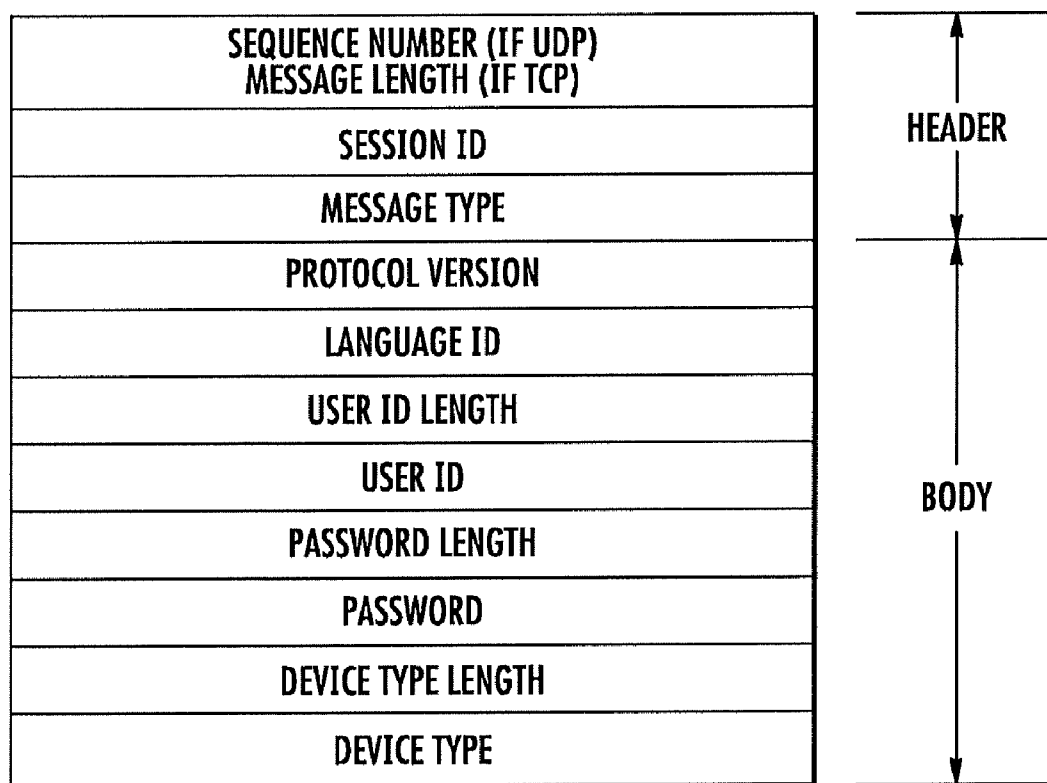 SEQUENCE NUMBER (IF UDP)
MESSAGE LENGTH (IF TCP)
SESSION ID
MESSAGE TYPE
HEADER
PROTOCOL VERSION
LANGUAGE ID
USER ID LENGTH
USER ID
PASSWORD LENGTH
PASSWORD
DEVICE TYPE LENGTH
DEVICE TYPE
BODY